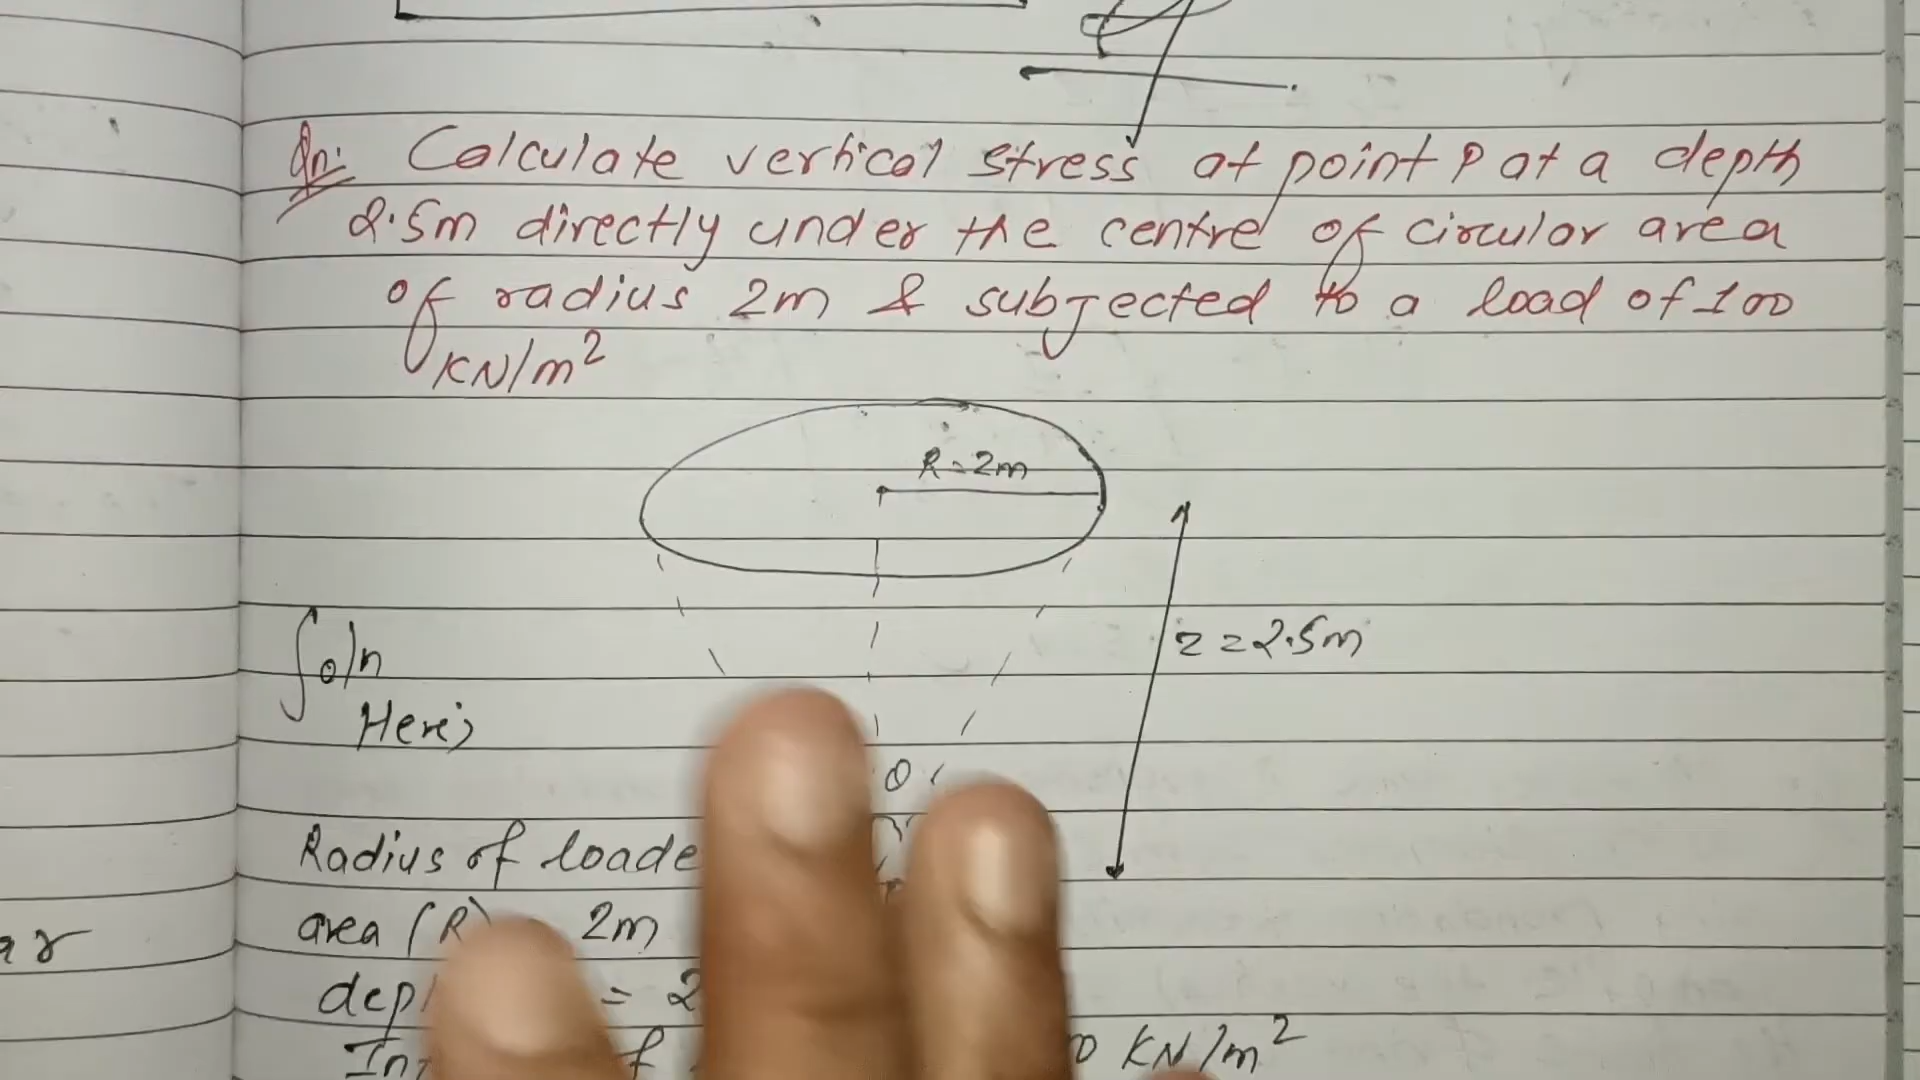 Qn: Calculate vertical stress at point P at a depth
2.5m directly under the centre of circular area
of radius 2m & subjected to a load of 100
KN/m²
R=2m
z=2.5m
Soln
Here;
θ
Radius of loade
area (R) 2m
= 2
KN/m²